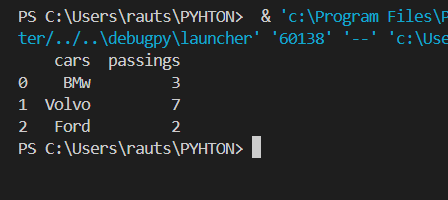 PS C:\Users\rauts\PYHTON>  & 'c:\Program Files\P
ter/../..\debugpy\launcher' '60138' '--' 'c:\Use
    cars  passings
0    BMw         3
1  Volvo         7
2   Ford         2
PS C:\Users\rauts\PYHTON>